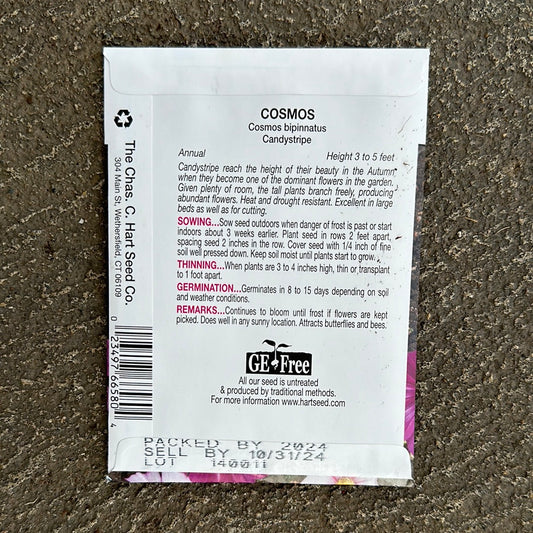 COSMOS
Cosmos bipinnatus
Candystripe
Annual Height 3 to 5 feet
Candystripe reach the height of their beauty in the Autumn
when they become one of the dominant flowers in the garden.
Given plenty of room, the tall plants branch freely, producing
abundant flowers. Heat and drought resistant. Excellent in large
beds as well as for cutting.
SOWING...Sow seed outdoors when danger of frost is past or start
indoors about 3 weeks earlier. Plant seed in rows 2 feet apart,
spacing seed 2 inches in the row. Cover seed with 1/4 inch of fine
soil well pressed down. Keep soil moist until plants start to grow.
THINNING...When plants are 3 to 4 inches high, thin or transplant
to 1 foot apart.
GERMINATION...Germinates in 8 to 15 days depending on soil
and weather conditions.
REMARKS...Continues to bloom until frost if flowers are kept
picked. Does well in any sunny location. Attracts butterflies and bees.
GE Free
All our seed is untreated
& produced by traditional methods.
For more information www.hartseed.com
The Chas. C. Hart Seed Co.
304 Main St, Wethersfield, CT 06109
0 23497 66580 4
PACKED BY 2024
SELL BY 10/31/24
LOT 140011